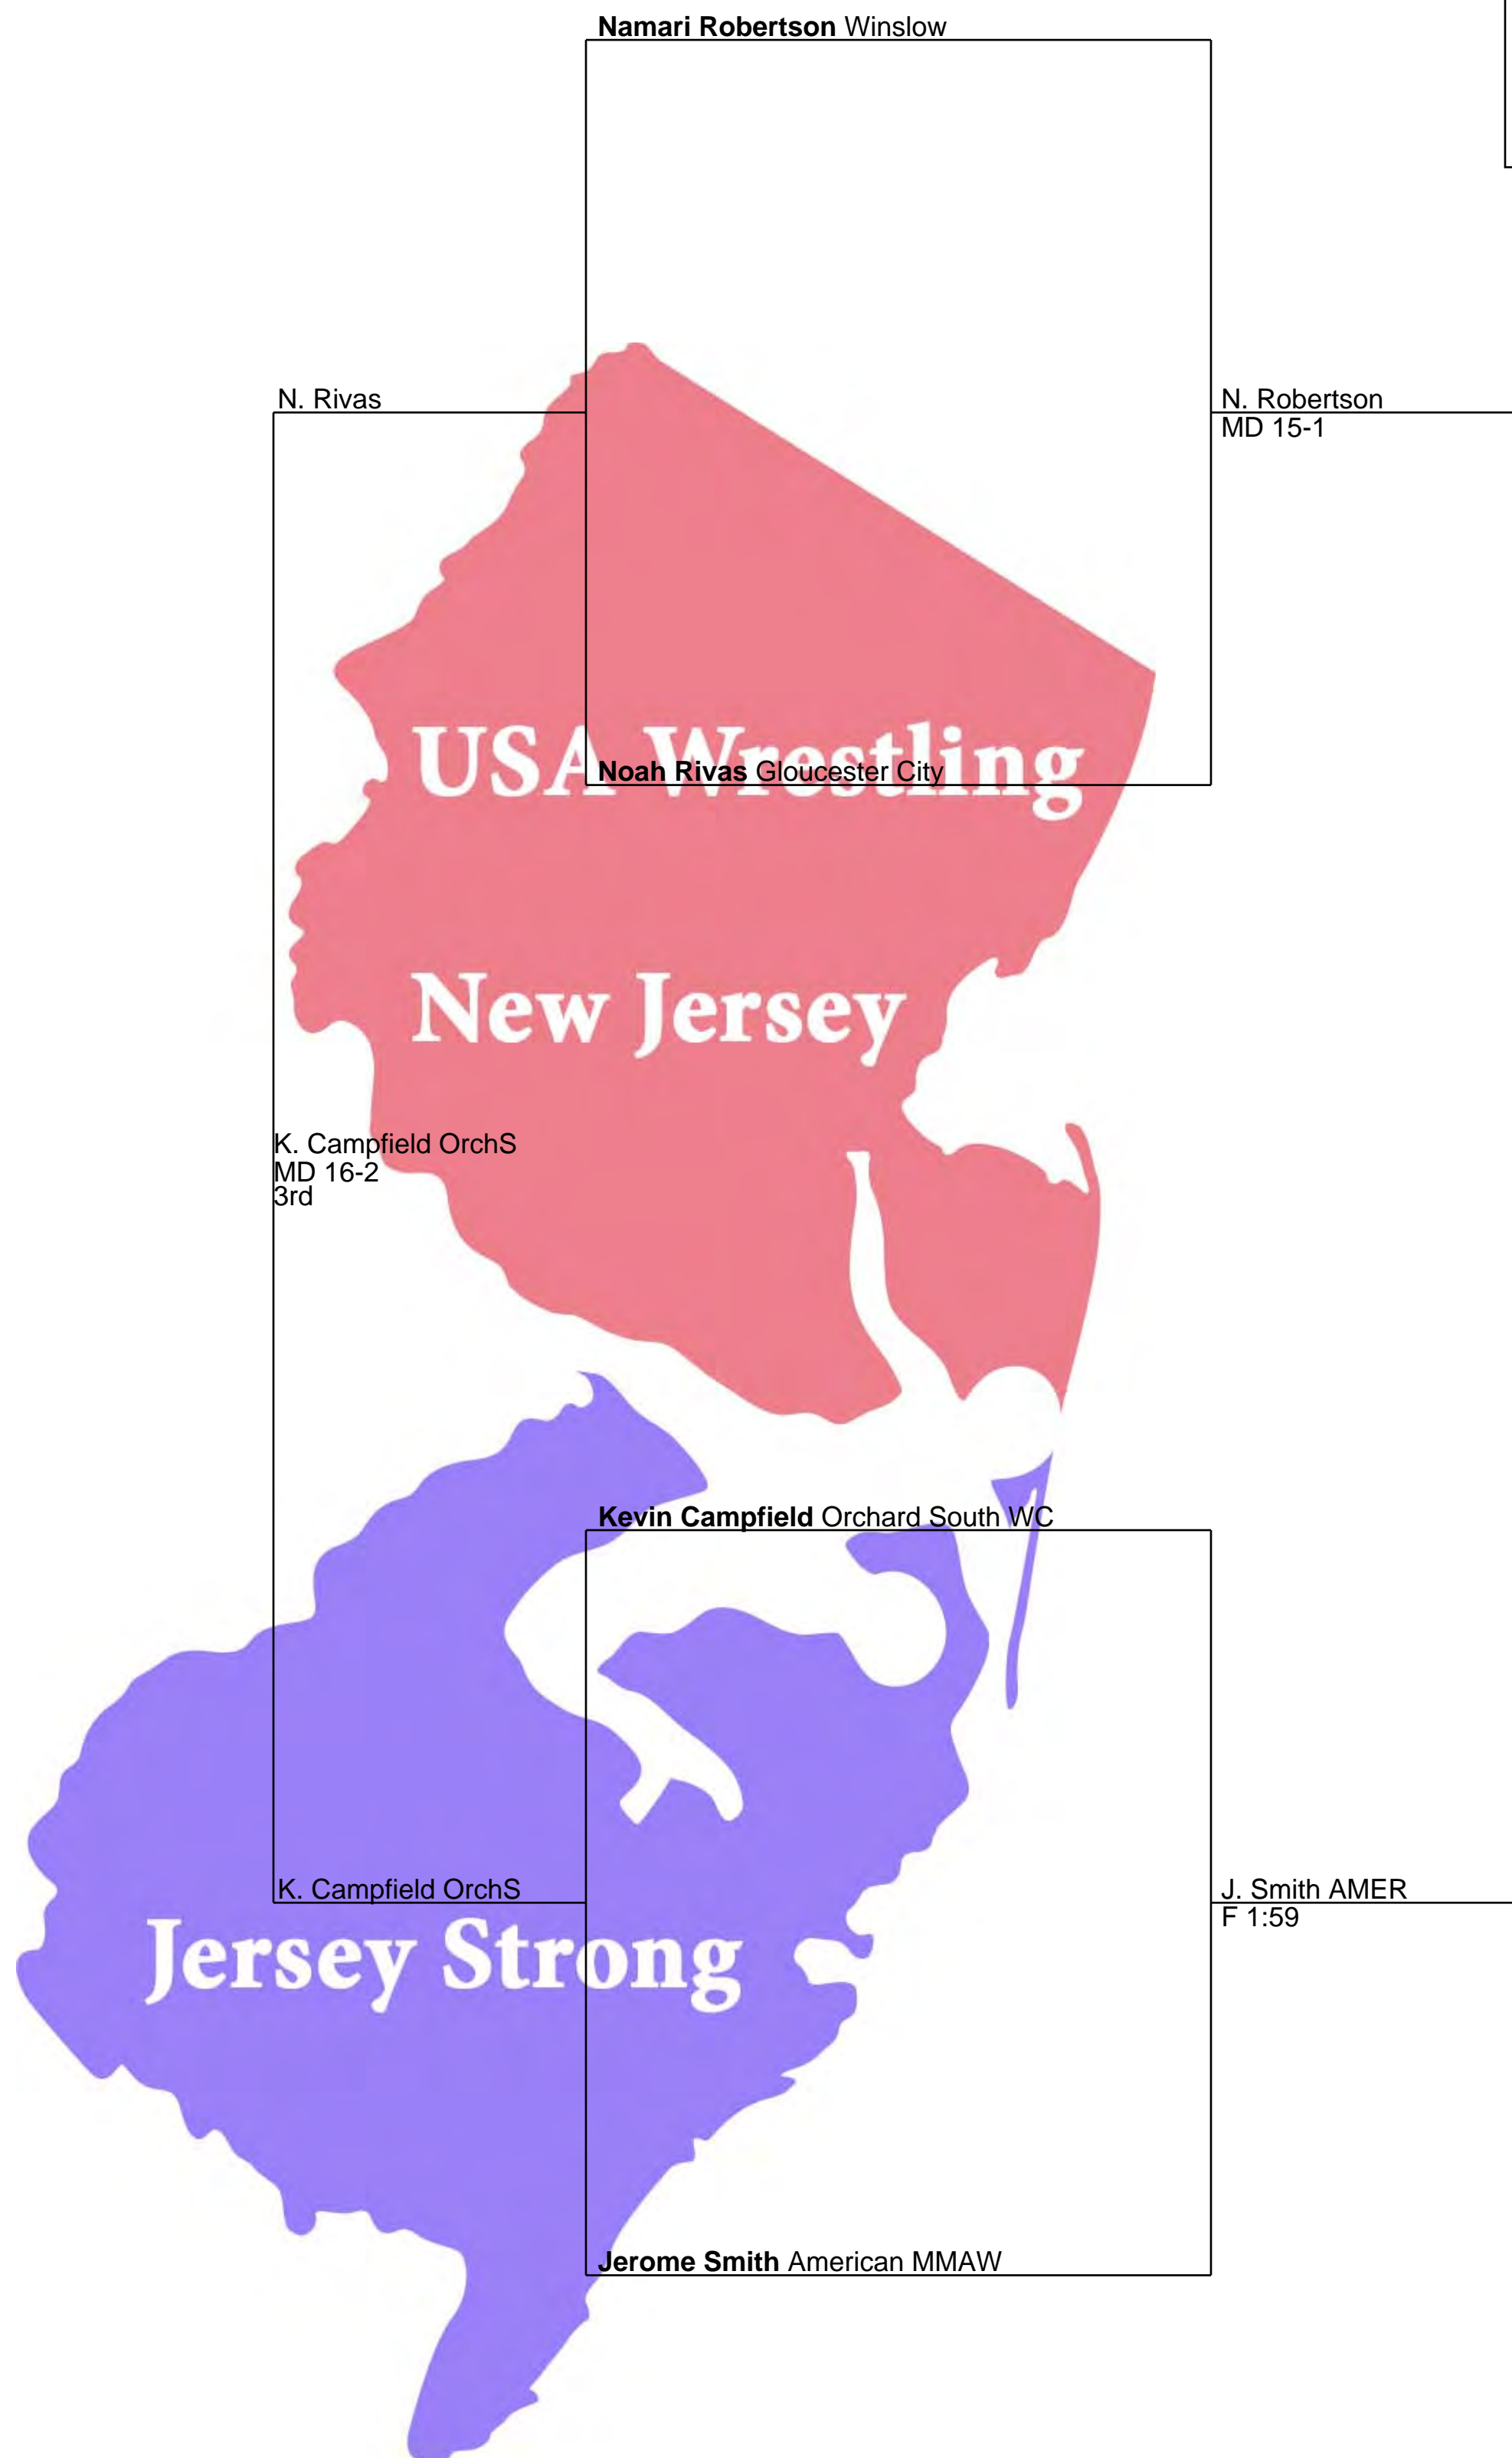 Namari Robertson Winslow
N. Rivas
N. Robertson
MD 15-1
USA Wrestling
Noah Rivas Gloucester City
New Jersey
K. Campfield OrchS
MD 16-2
3rd
Kevin Campfield Orchard South WC
K. Campfield OrchS
J. Smith AMER
F 1:59
Jersey Strong
Jerome Smith American MMAW